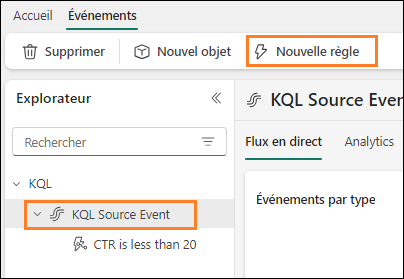 Accueil Événements
Supprimer Nouvel objet Nouvelle règle
Explorateur
Rechercher
KQL
KQL Source Event
CTR is less than 20
KQL Source Event
Flux en direct Analytics
Événements par type